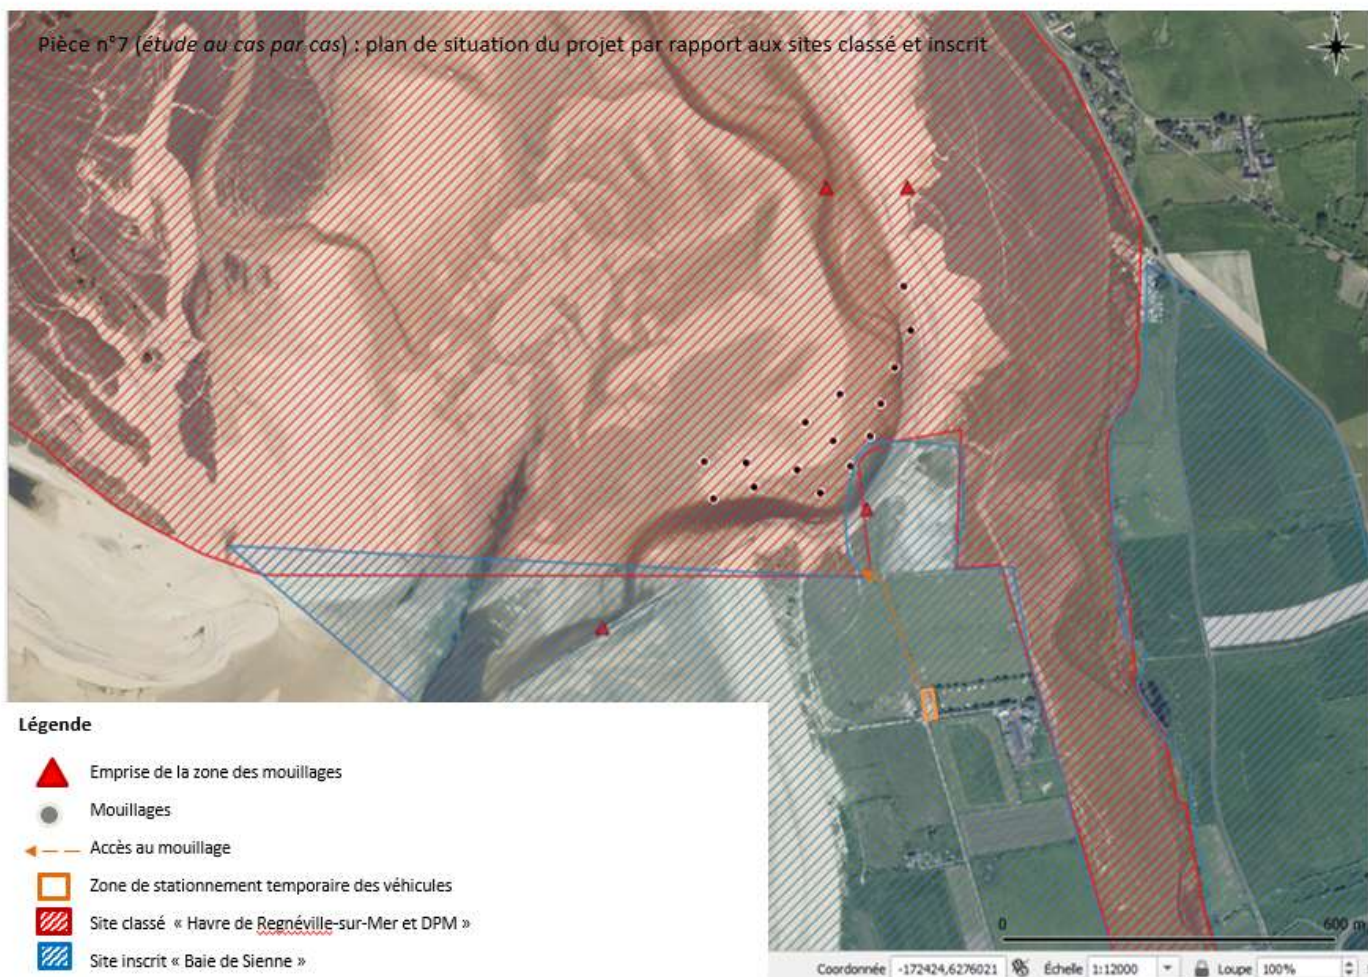 Pièce n°7 (étude au cas par cas) : plan de situation du projet par rapport aux sites classé et inscrit
Légende
Emprise de la zone des mouillages
Mouillages
Accès au mouillage
Zone de stationnement temporaire des véhicules
Site classé « Havre de Regnéville-sur-Mer et DPM »
Site inscrit « Baie de Sienne »
0 600 m
Coordonnée -172424,6276021 Échelle 1:12000 Loupe 100%